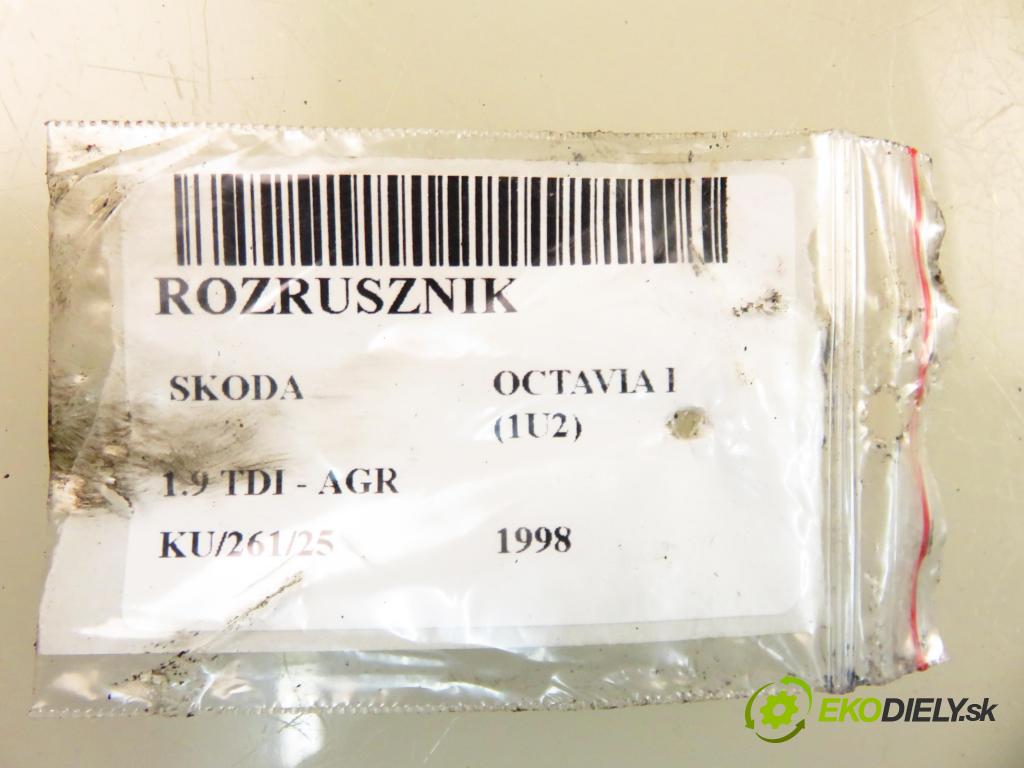 ROZRUSZNIK
SKODA OCTAVIA I
(1U2)
1.9 TDI - AGR
KU/261/25 1998
EKODIELY.sk